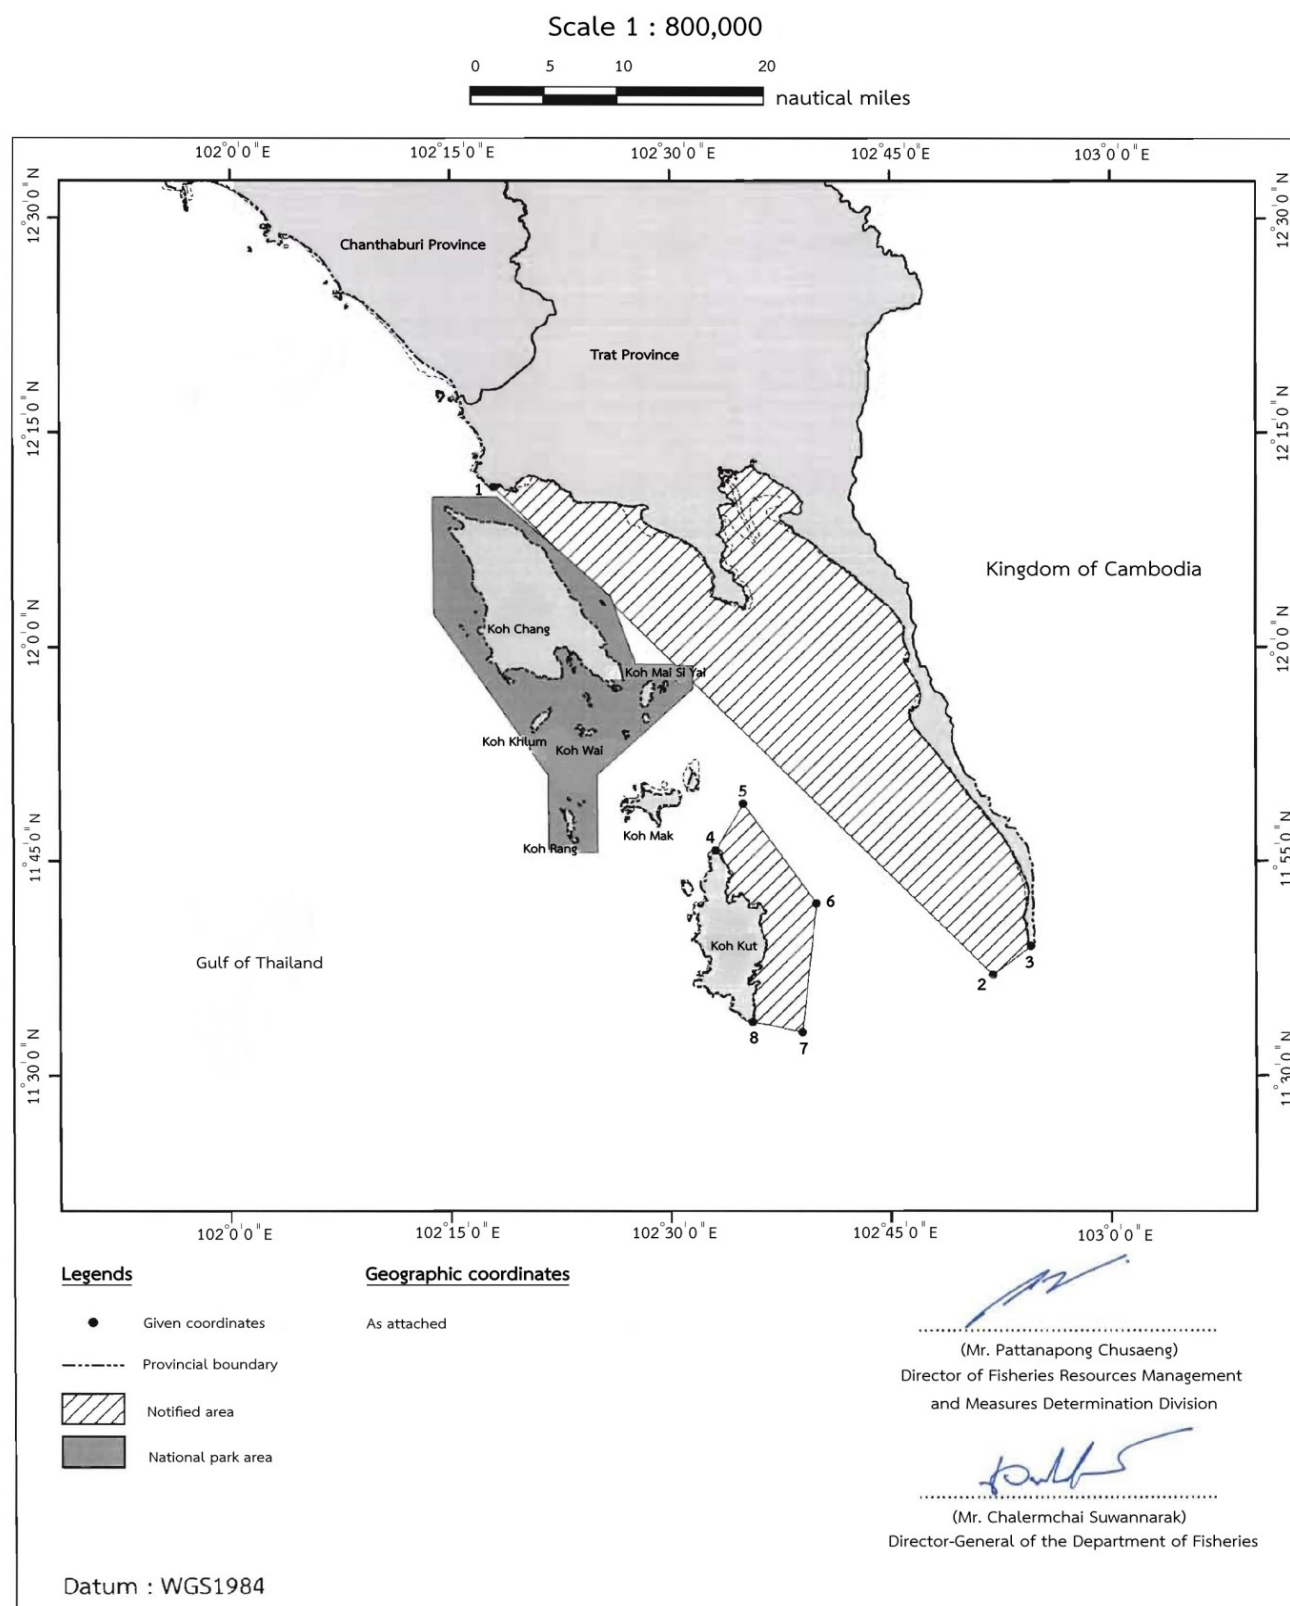 Scale 1 : 800,000
0 5 10 20
nautical miles
102°0'0"E 102°15'0"E 102°30'0"E 102°45'0"E 103°0'0"E
12°30'0"N 12°30'0"N
Chanthaburi Province
Trat Province
12°15'0"N 12°15'0"N
1
Kingdom of Cambodia
Koh Chang
12°0'0"N 12°0'0"N
Koh Mai Si Yai
Koh Khlum
Koh Wai
5
Koh Mak
4
Koh Rang
11°45'0"N 11°55'0"N
6
Koh Kut
Gulf of Thailand
3
2
8
7
11°30'0"N 11°30'0"N
102°0'0"E 102°15'0"E 102°30'0"E 102°45'0"E 103°0'0"E
Legends
Given coordinates
Provincial boundary
Notified area
National park area
Geographic coordinates
As attached
(Mr. Pattanapong Chusaeng)
Director of Fisheries Resources Management
and Measures Determination Division
(Mr. Chalermchai Suwannarak)
Director-General of the Department of Fisheries
Datum : WGS1984